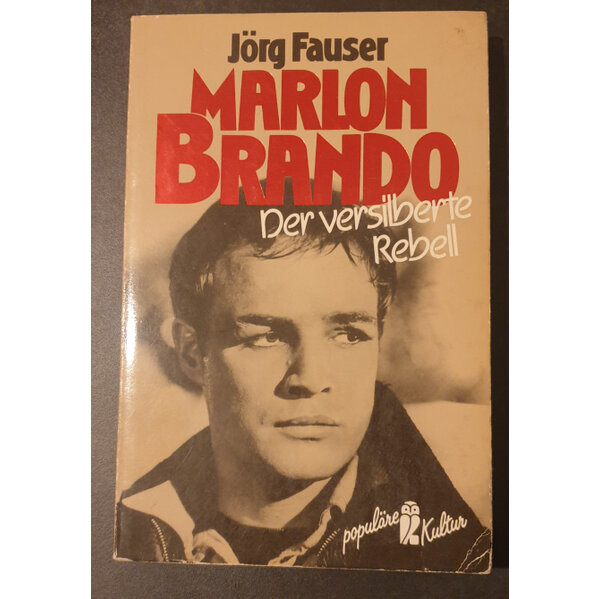 Jörg Fauser
MARLON
BRANDO
Der versilberte
Rebell
populäre Kultur